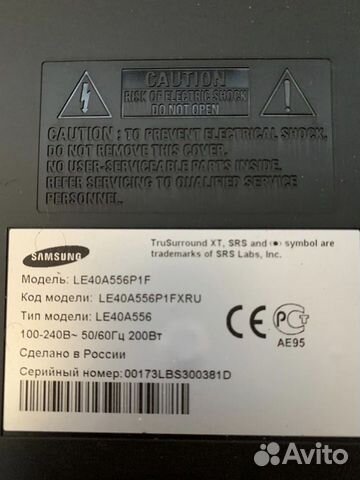 CAUTION
RISK OF ELECTRIC SHOCK
DO NOT OPEN
CAUTION : TO PREVENT ELECTRICAL SHOCK,
DO NOT REMOVE THIS COVER.
NO USER-SERVICEABLE PARTS INSIDE.
REFER SERVICING TO QUALIFIED SERVICE
PERSONNEL.
SAMSUNG
TruSurround XT, SRS and (●) symbol are
trademarks of SRS Labs, Inc.
Модель: LE40A556P1F
Код модели: LE40A556P1FXRU
Тип модели: LE40A556
100-240В~ 50/60Гц 200Вт
Сделано в России
Серийный номер: 00173LBS300381D
CE
АЕ95
Avito